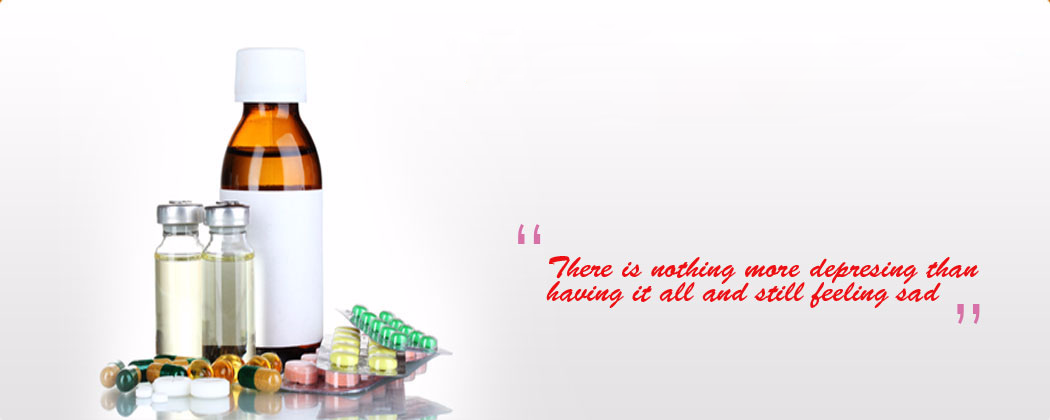 “
There is nothing more depresing than
having it all and still feeling sad
”